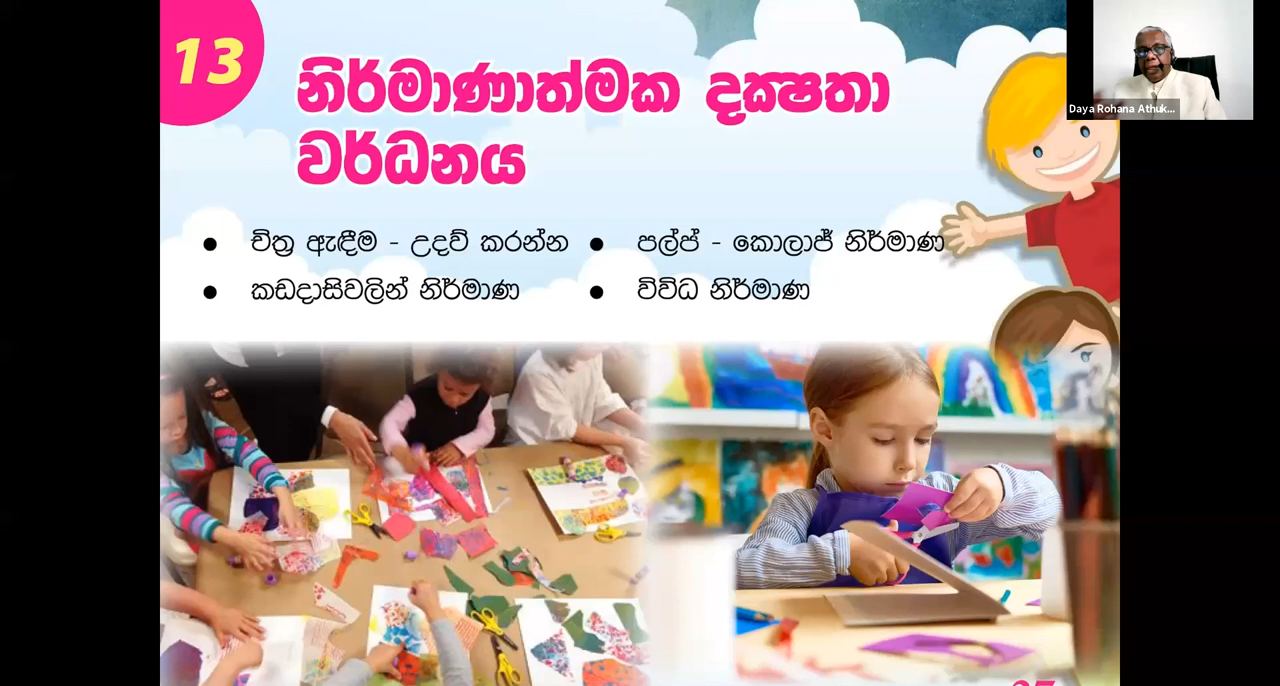 13
නිර්මාණාත්මක දක්‍ෂතා
වර්ධනය
● චිත්‍ර ඇඳීම - උදව් කරන්න
● කඩදාසිවලින් නිර්මාණ
● පල්ප් - කොලාජ් නිර්මාණ
● විවිධ නිර්මාණ
Daya Rohana Athuk...